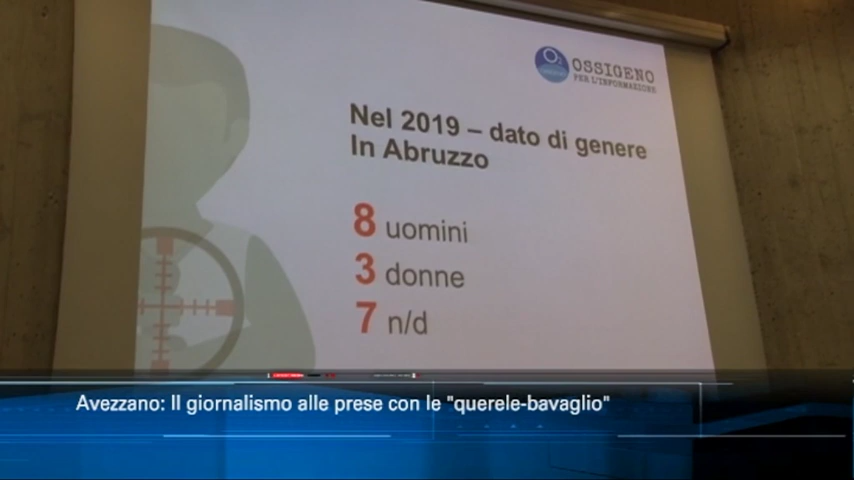 O₂
OSSIGENO
PER L'INFORMAZIONE
Nel 2019 – dato di genere
In Abruzzo
8 uomini
3 donne
7 n/d
Avezzano: Il giornalismo alle prese con le "querele-bavaglio"